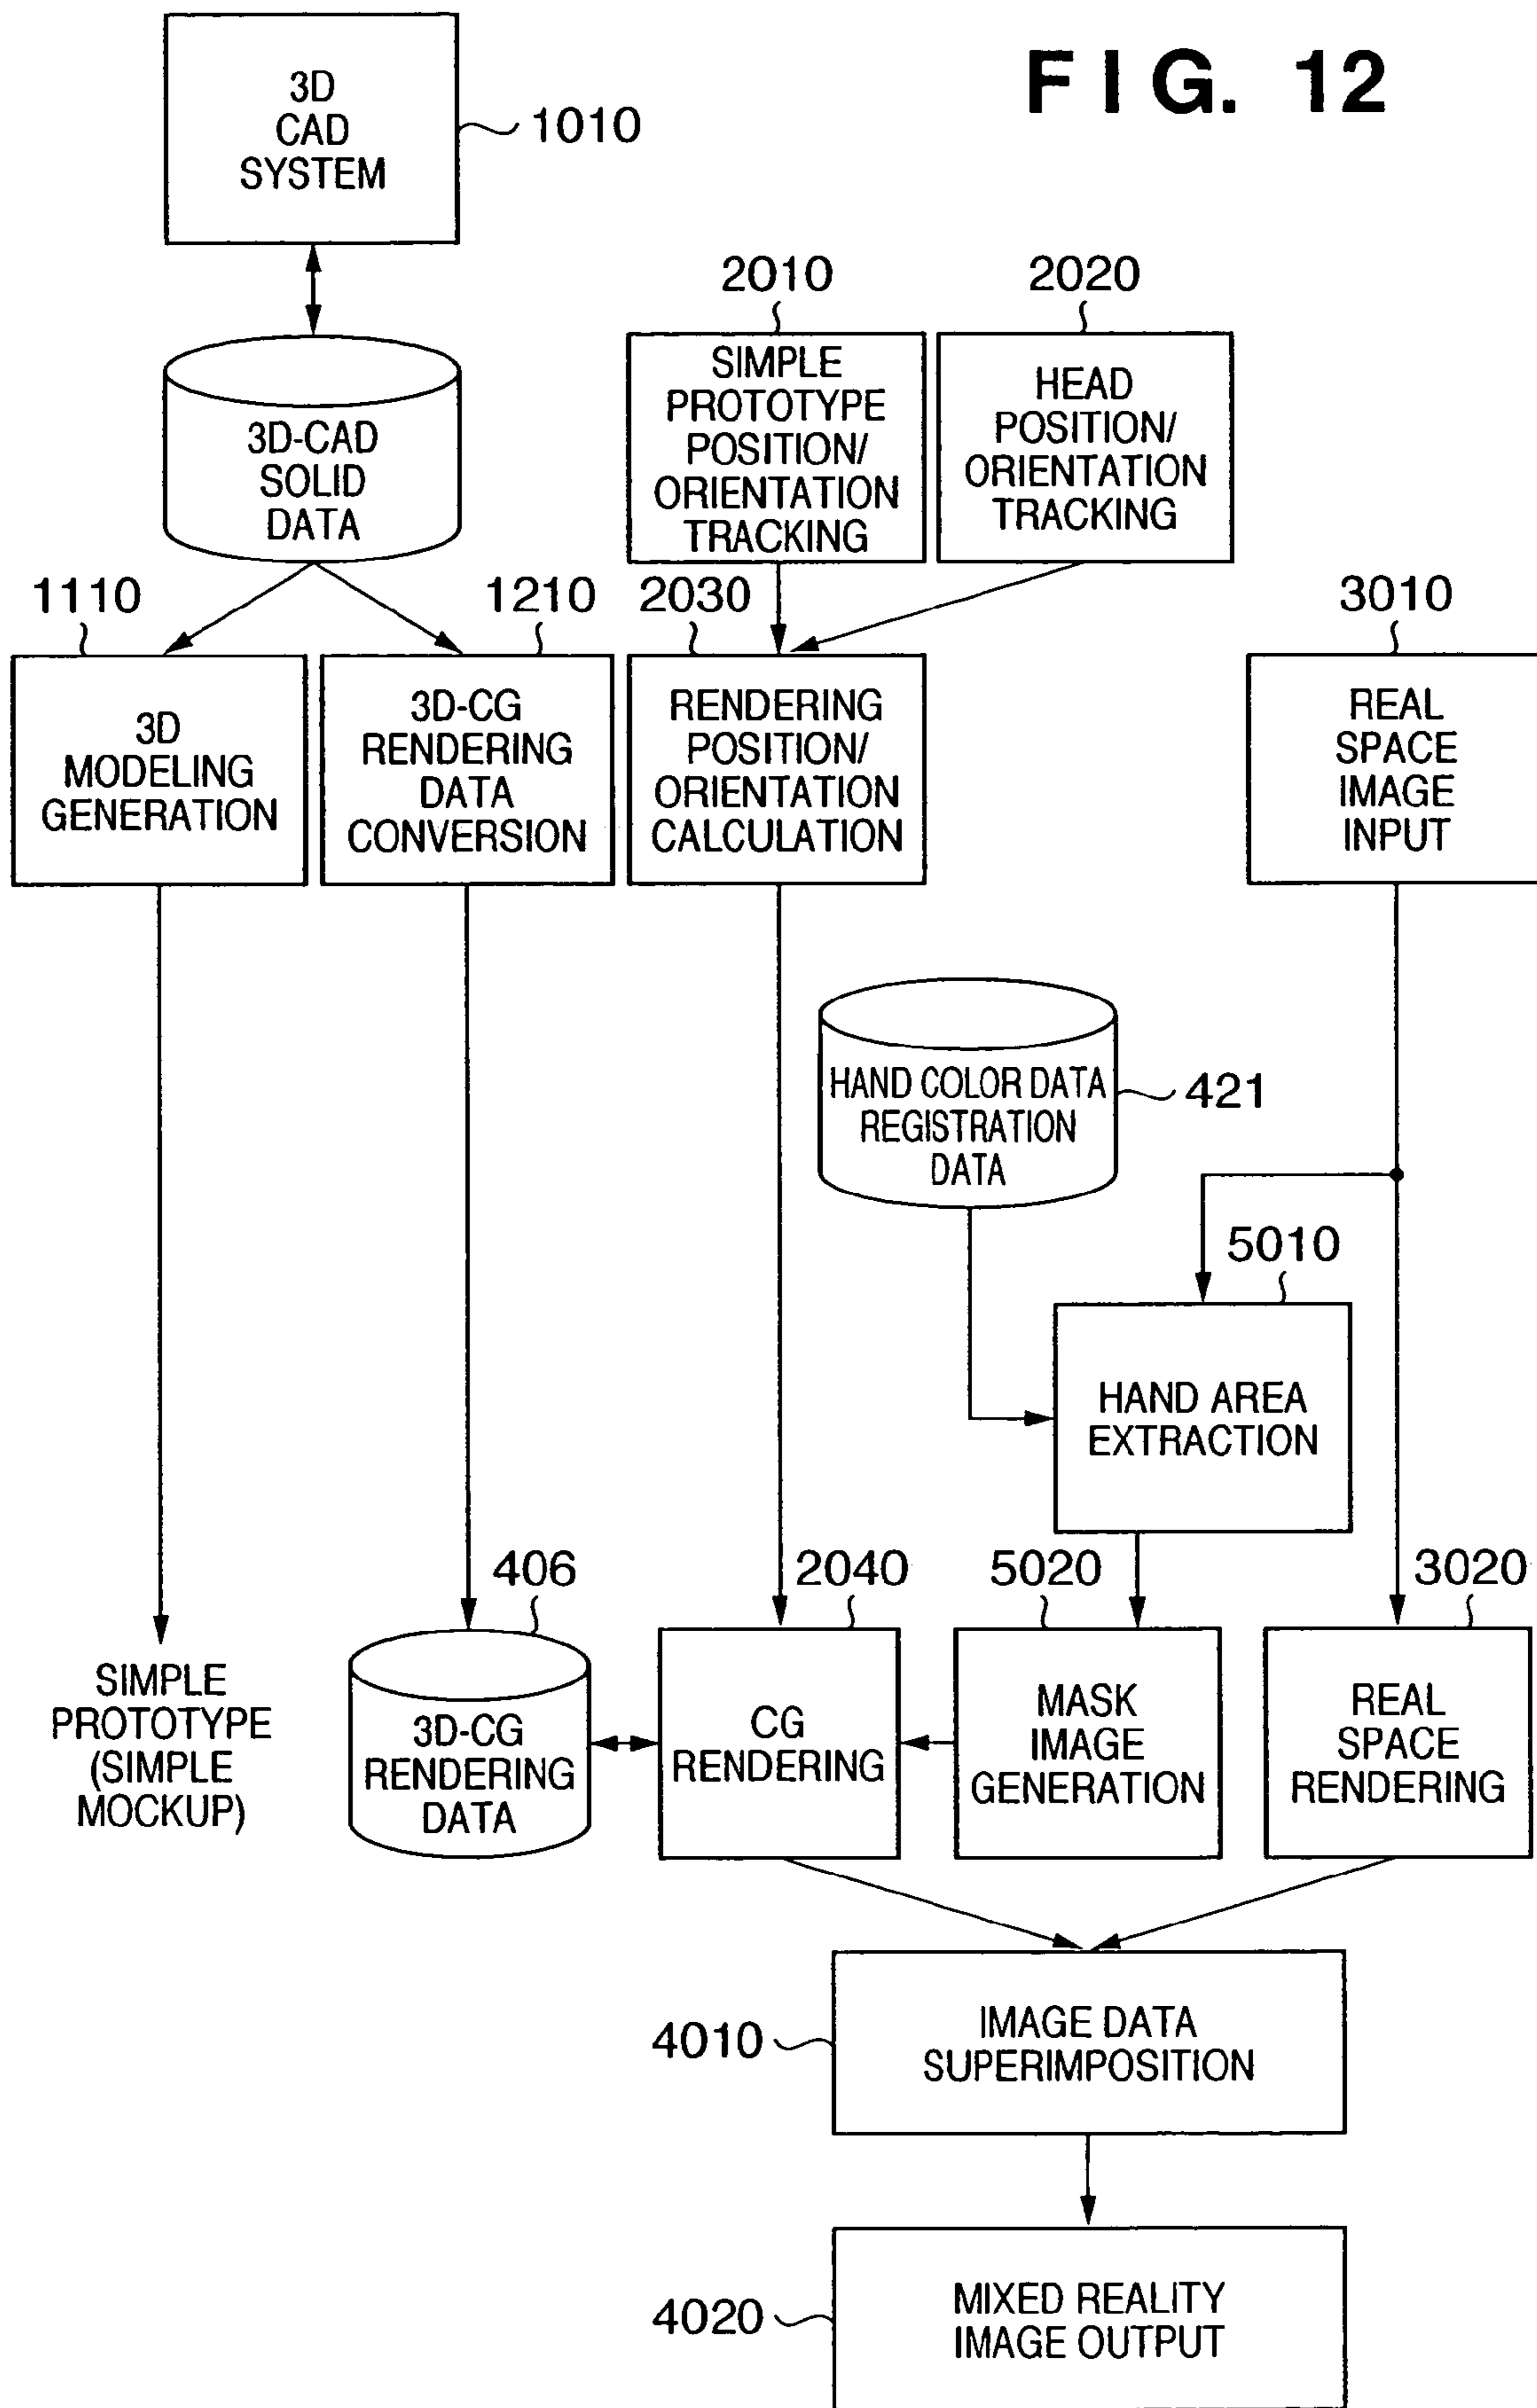 FIG. 12
3D
CAD
SYSTEM
1010
3D-CAD
SOLID
DATA
2010
2020
SIMPLE
PROTOTYPE
POSITION/
ORIENTATION
TRACKING
HEAD
POSITION/
ORIENTATION
TRACKING
1110
1210
2030
3010
3D
MODELING
GENERATION
3D-CG
RENDERING
DATA
CONVERSION
RENDERING
POSITION/
ORIENTATION
CALCULATION
REAL
SPACE
IMAGE
INPUT
HAND COLOR DATA
REGISTRATION
DATA
421
5010
HAND AREA
EXTRACTION
406
2040
5020
3020
SIMPLE
PROTOTYPE
(SIMPLE
MOCKUP)
3D-CG
RENDERING
DATA
CG
RENDERING
MASK
IMAGE
GENERATION
REAL
SPACE
RENDERING
4010
IMAGE DATA
SUPERIMPOSITION
4020
MIXED REALITY
IMAGE OUTPUT